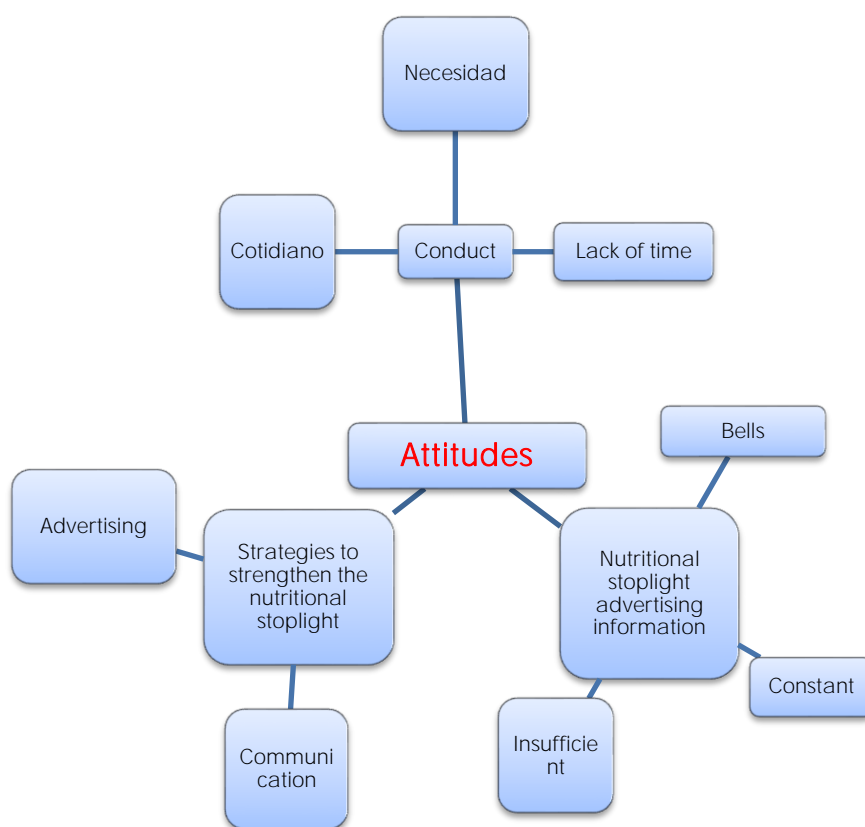 Necesidad
Cotidiano
Conduct
Lack of time
Attitudes
Bells
Advertising
Strategies to
strengthen the
nutritional
stoplight
Nutritional
stoplight
advertising
information
Constant
Communi
cation
Insufficie
nt